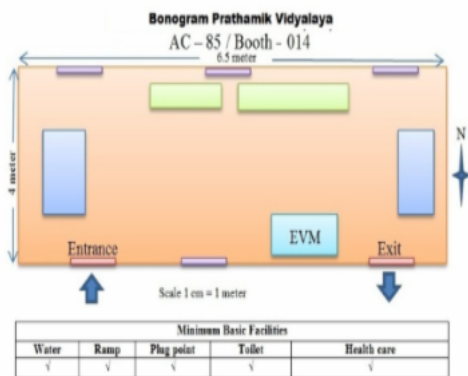 Bonogram Prathamik Vidyalaya
AC – 85 / Booth - 014
6.5 meter
4 meter
N
EVM
Entrance
Exit
Scale 1 cm = 1 meter
Minimum Basic Facilities
Water Ramp Plug point Toilet Health care
√ √ √ √ √